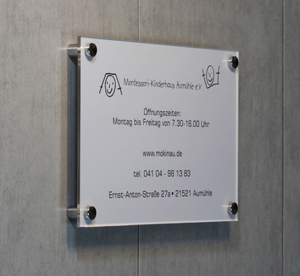 Montessori-Kinderhaus Aumühle e.V
Öffnungszeiten:
Montag bis Freitag von 7.30-16.00 Uhr
www.mokinau.de
tel. 041 04 - 96 13 83
Ernst-Anton-Straße 27a • 21521 Aumühle